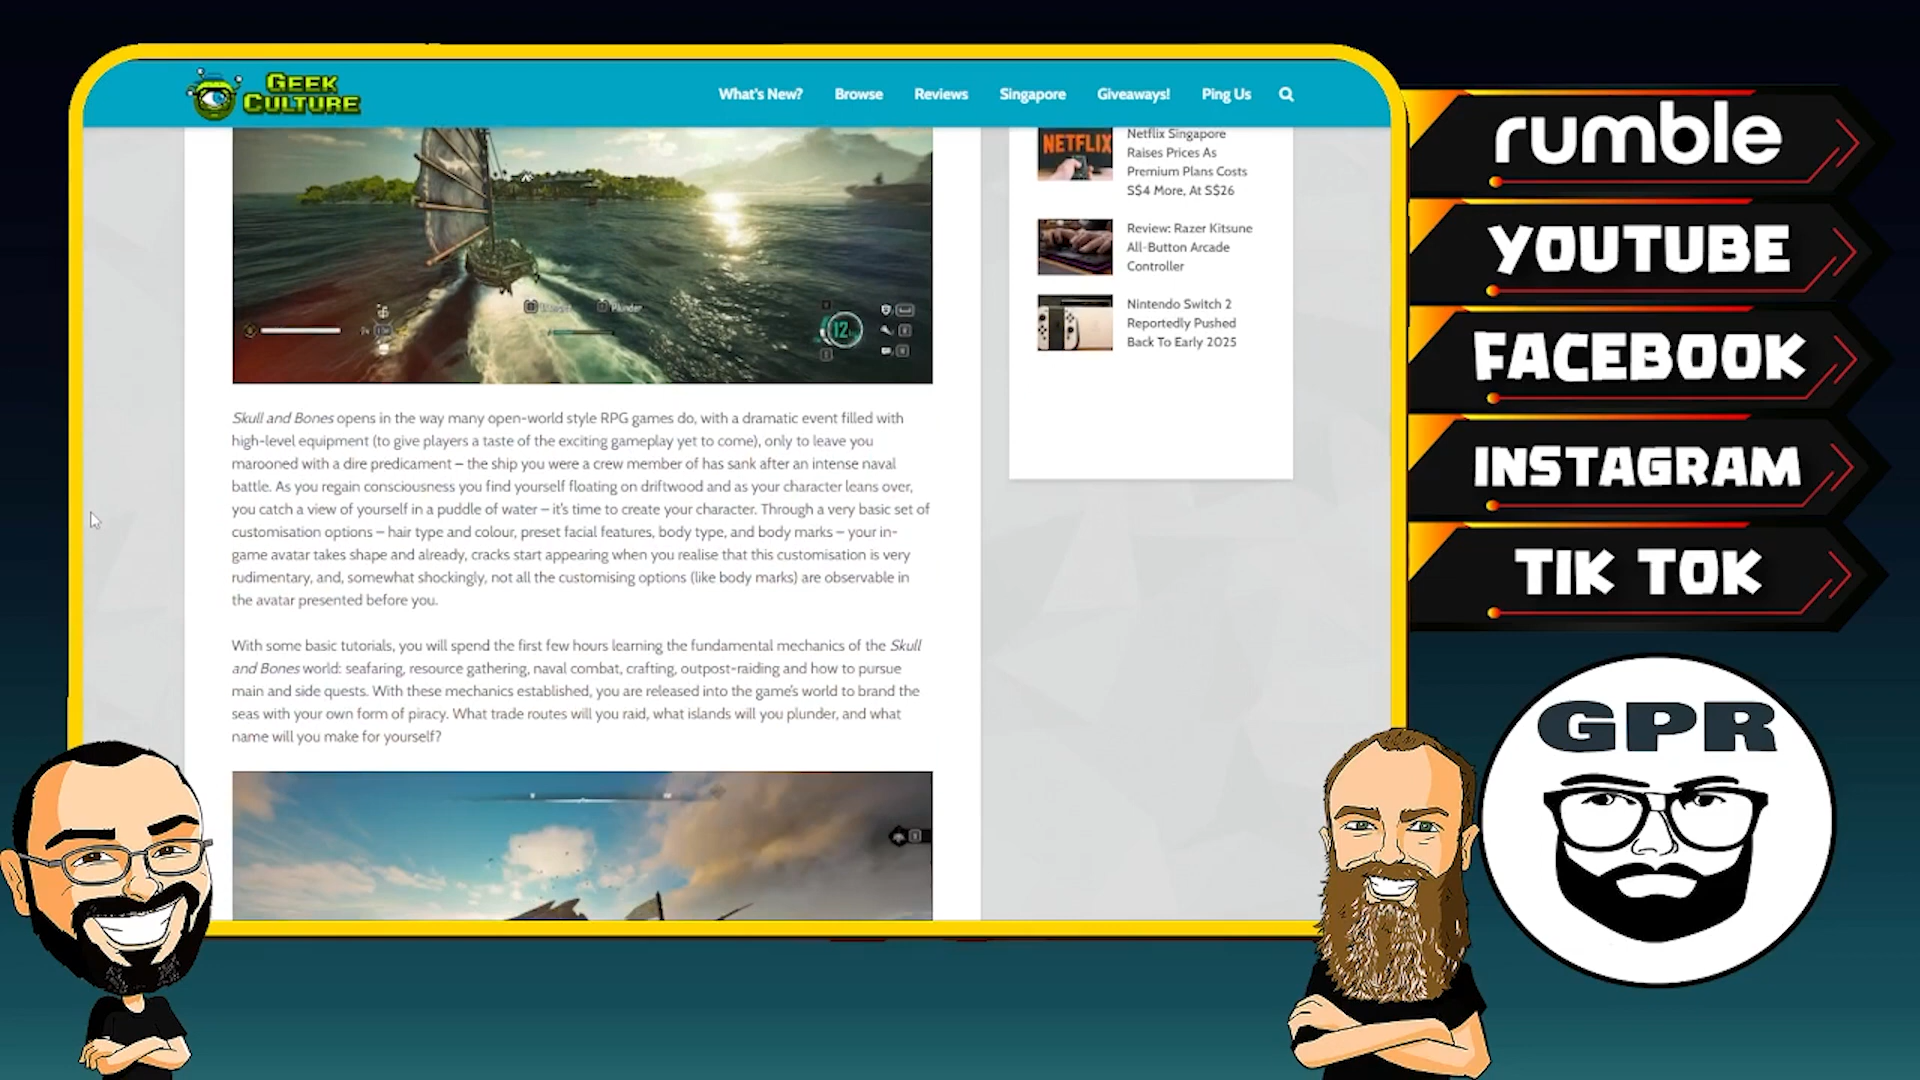 GEEK CULTURE
What's New? Browse Reviews Singapore Giveaways! Ping Us
NETFLIX
Netflix Singapore
Raises Prices As
Premium Plans Costs
S$4 More, At S$26
Review: Razer Kitsune
All-Button Arcade
Controller
Nintendo Switch 2
Reportedly Pushed
Back To Early 2025
Plunder
12
Skull and Bones opens in the way many open-world style RPG games do, with a dramatic event filled with
high-level equipment (to give players a taste of the exciting gameplay yet to come), only to leave you
marooned with a dire predicament – the ship you were a crew member of has sank after an intense naval
battle. As you regain consciousness you find yourself floating on driftwood and as your character leans over,
you catch a view of yourself in a puddle of water – it's time to create your character. Through a very basic set of
customisation options – hair type and colour, preset facial features, body type, and body marks – your in-
game avatar takes shape and already, cracks start appearing when you realise that this customisation is very
rudimentary, and, somewhat shockingly, not all the customising options (like body marks) are observable in
the avatar presented before you.
With some basic tutorials, you will spend the first few hours learning the fundamental mechanics of the Skull
and Bones world: seafaring, resource gathering, naval combat, crafting, outpost-raiding and how to pursue
main and side quests. With these mechanics established, you are released into the game's world to brand the
seas with your own form of piracy. What trade routes will you raid, what islands will you plunder, and what
name will you make for yourself?
rumble
YOUTUBE
FACEBOOK
INSTAGRAM
TIK TOK
GPR